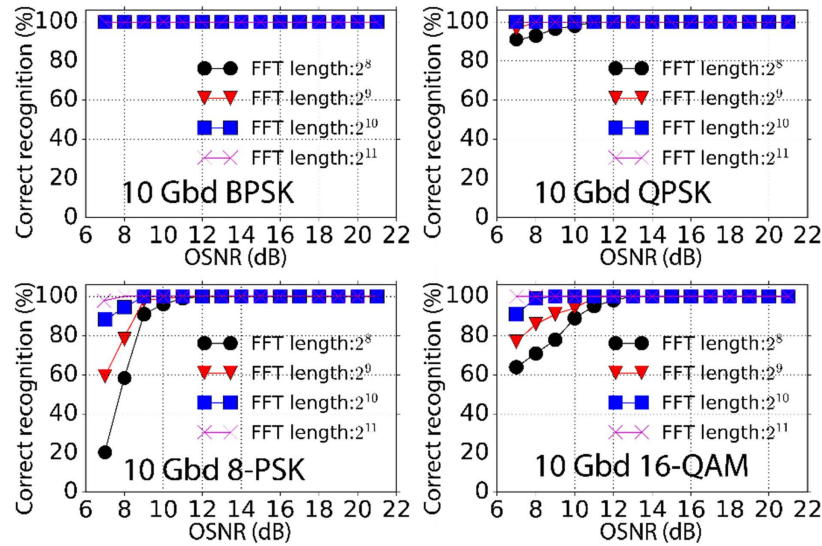 Correct recognition (%)
100
80
60
40
20
0
FFT length:2^8
FFT length:2^9
FFT length:2^10
FFT length:2^11
10 Gbd BPSK
6 8 10 12 14 16 18 20 22
OSNR (dB)
Correct recognition (%)
100
80
60
40
20
0
FFT length:2^8
FFT length:2^9
FFT length:2^10
FFT length:2^11
10 Gbd QPSK
6 8 10 12 14 16 18 20 22
OSNR (dB)
Correct recognition (%)
100
80
60
40
20
0
FFT length:2^8
FFT length:2^9
FFT length:2^10
FFT length:2^11
10 Gbd 8-PSK
6 8 10 12 14 16 18 20 22
OSNR (dB)
Correct recognition (%)
100
80
60
40
20
0
FFT length:2^8
FFT length:2^9
FFT length:2^10
FFT length:2^11
10 Gbd 16-QAM
6 8 10 12 14 16 18 20 22
OSNR (dB)